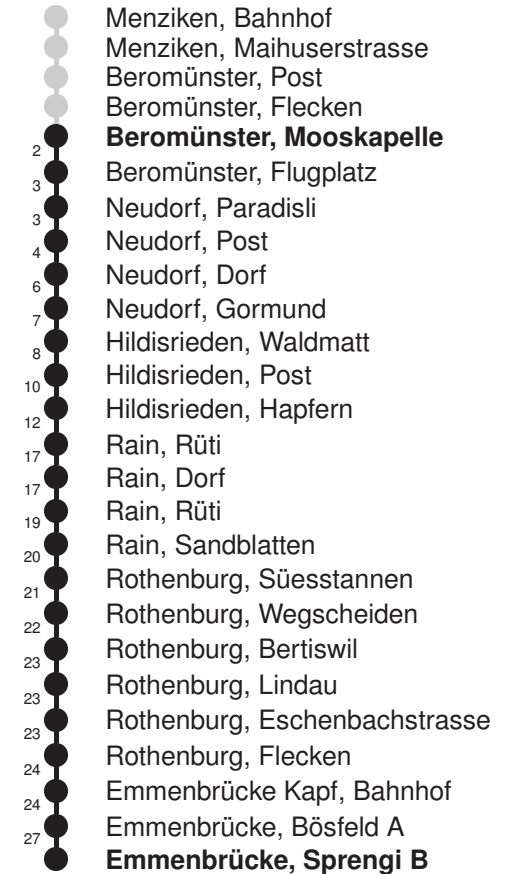 Menziken, Bahnhof
Menziken, Maihuserstrasse
Beromünster, Post
Beromünster, Flecken
Beromünster, Mooskapelle
2
Beromünster, Flugplatz
3
Neudorf, Paradisli
3
Neudorf, Post
4
Neudorf, Dorf
6
Neudorf, Gormund
7
Hildisrieden, Waldmatt
8
Hildisrieden, Post
10
Hildisrieden, Hapfern
12
Rain, Rüti
17
Rain, Dorf
17
Rain, Rüti
19
Rain, Sandblatten
20
Rothenburg, Süesstannen
21
Rothenburg, Wegscheiden
22
Rothenburg, Bertiswil
23
Rothenburg, Lindau
23
Rothenburg, Eschenbachstrasse
23
Rothenburg, Flecken
24
Emmenbrücke Kapf, Bahnhof
24
Emmenbrücke, Bösfeld A
27
Emmenbrücke, Sprengi B